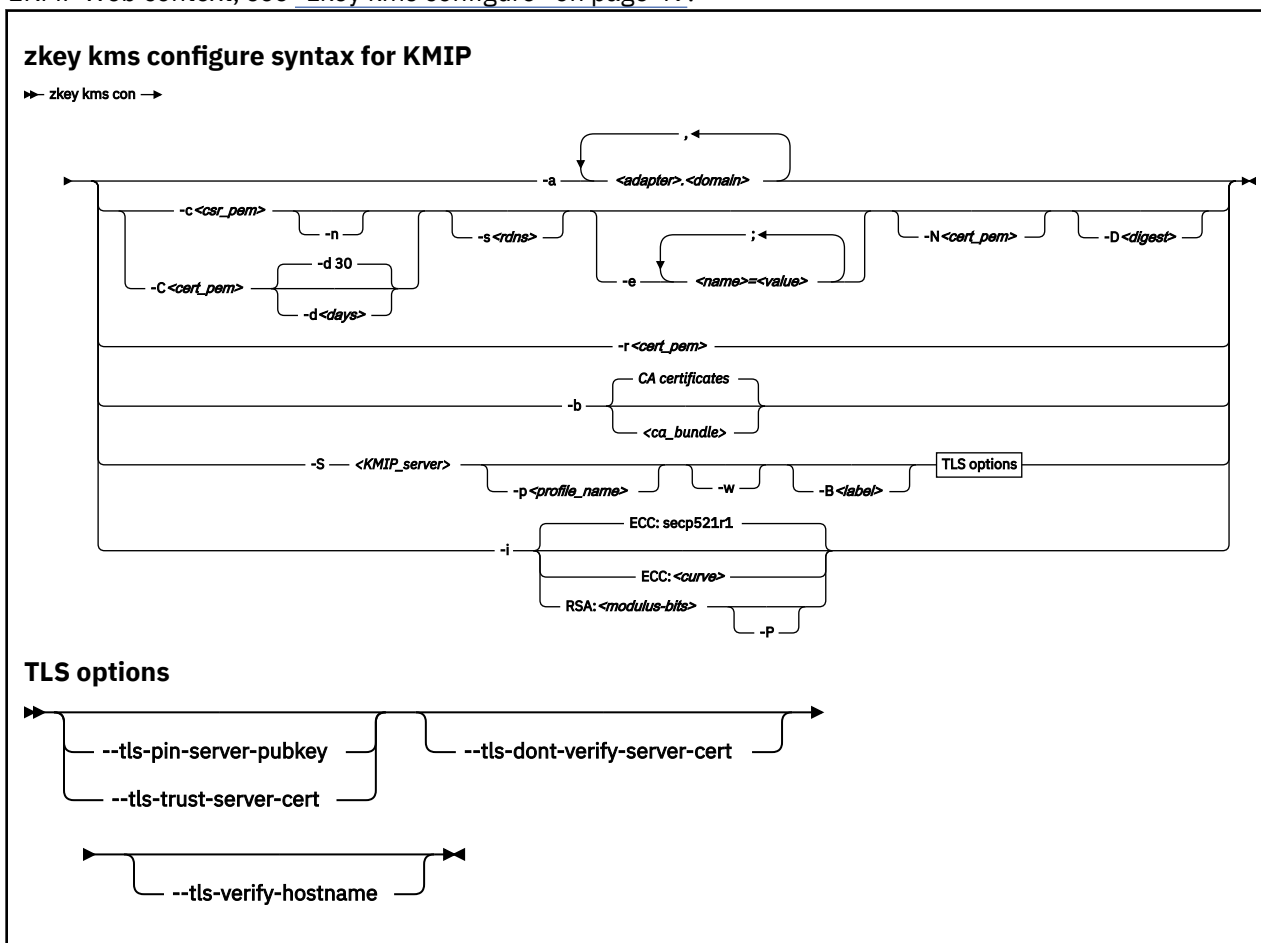 zkey kms configure syntax for KMIP
zkey kms con
,
-a <adapter>.<domain>
-c <csr_pem>
-n
-s <rdns>
;
-e <name>=<value>
-N <cert_pem>
-D <digest>
-d 30
-C <cert_pem>
-d <days>
-r <cert_pem>
CA certificates
-b
<ca_bundle>
-S <KMIP_server>
-p <profile_name>
-w
-B <label>
TLS options
ECC: secp521r1
-i
ECC: <curve>
RSA: <modulus-bits>
-P
TLS options
--tls-pin-server-pubkey
--tls-trust-server-cert
--tls-dont-verify-server-cert
--tls-verify-hostname